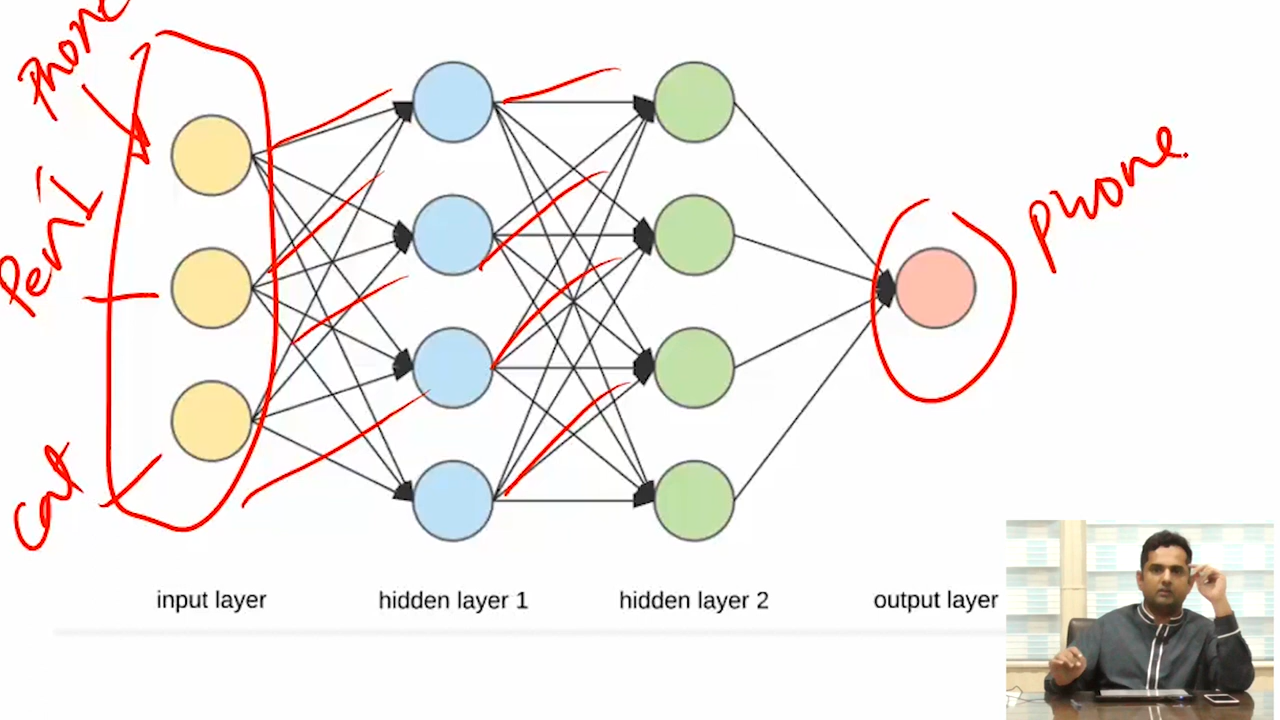 Phone
Pen
Cat
Phone
input layer
hidden layer 1
hidden layer 2
output layer